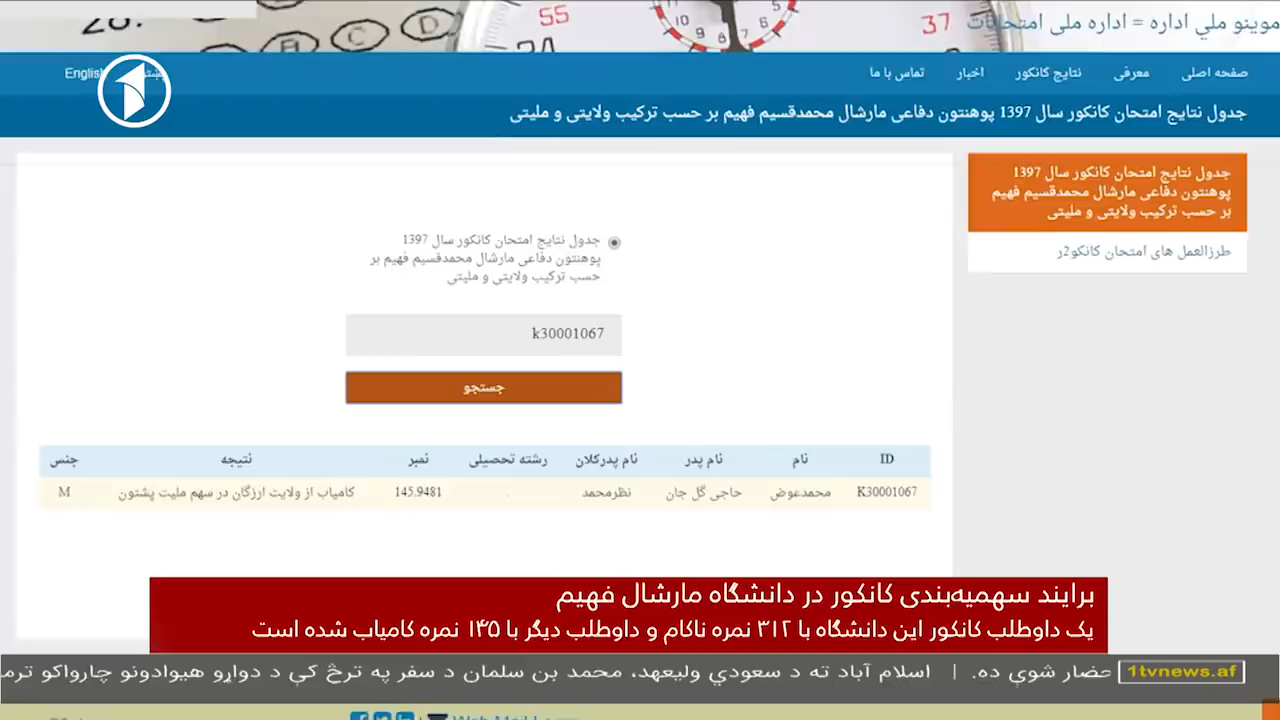 55
37
10
مویننو ملي اداره = اداره ملی امتحانات
صفحه اصلی
معرفی
نتایج کانکور
اخبار
تماس با ما
English
جدول نتایج امتحان کانکور سال 1397 پوهنتون دفاعی مارشال محمدقسیم فهیم بر حسب ترکیب ولایتی و ملیتی
جدول نتایج امتحان کانکور سال 1397
پوهنتون دفاعی مارشال محمدقسیم فهیم
بر حسب ترکیب ولایتی و ملیتی
طرزالعمل های امتحان کانکو2ر
جدول نتایج امتحان کانکور سال 1397
پوهنتون دفاعی مارشال محمدقسیم فهیم بر
حسب ترکیب ولایتی و ملیتی
k30001067
جستجو
ID نام نام پدر نام پدرکلان رشته تحصیلی نمبر نتیجه جنس
K30001067 محمدعوض حاجی گل جان نظرمحمد 145.9481 کامیاب از ولایت ارزگان در سهم ملیت پشتون M
برایند سهمیه‌بندی کانکور در دانشگاه مارشال فهیم
یک داوطلب کانکور این دانشگاه با ۳۱۲ نمره ناکام و داوطلب دیگر با ۱۴۵ نمره کامیاب شده است
1tvnews.af حضار شوې ده. | اسلام آباد ته د سعودي ولیعهد، محمد بن سلمان د سفر په ترڅ کې د دواړو هېوادونو چارواکو